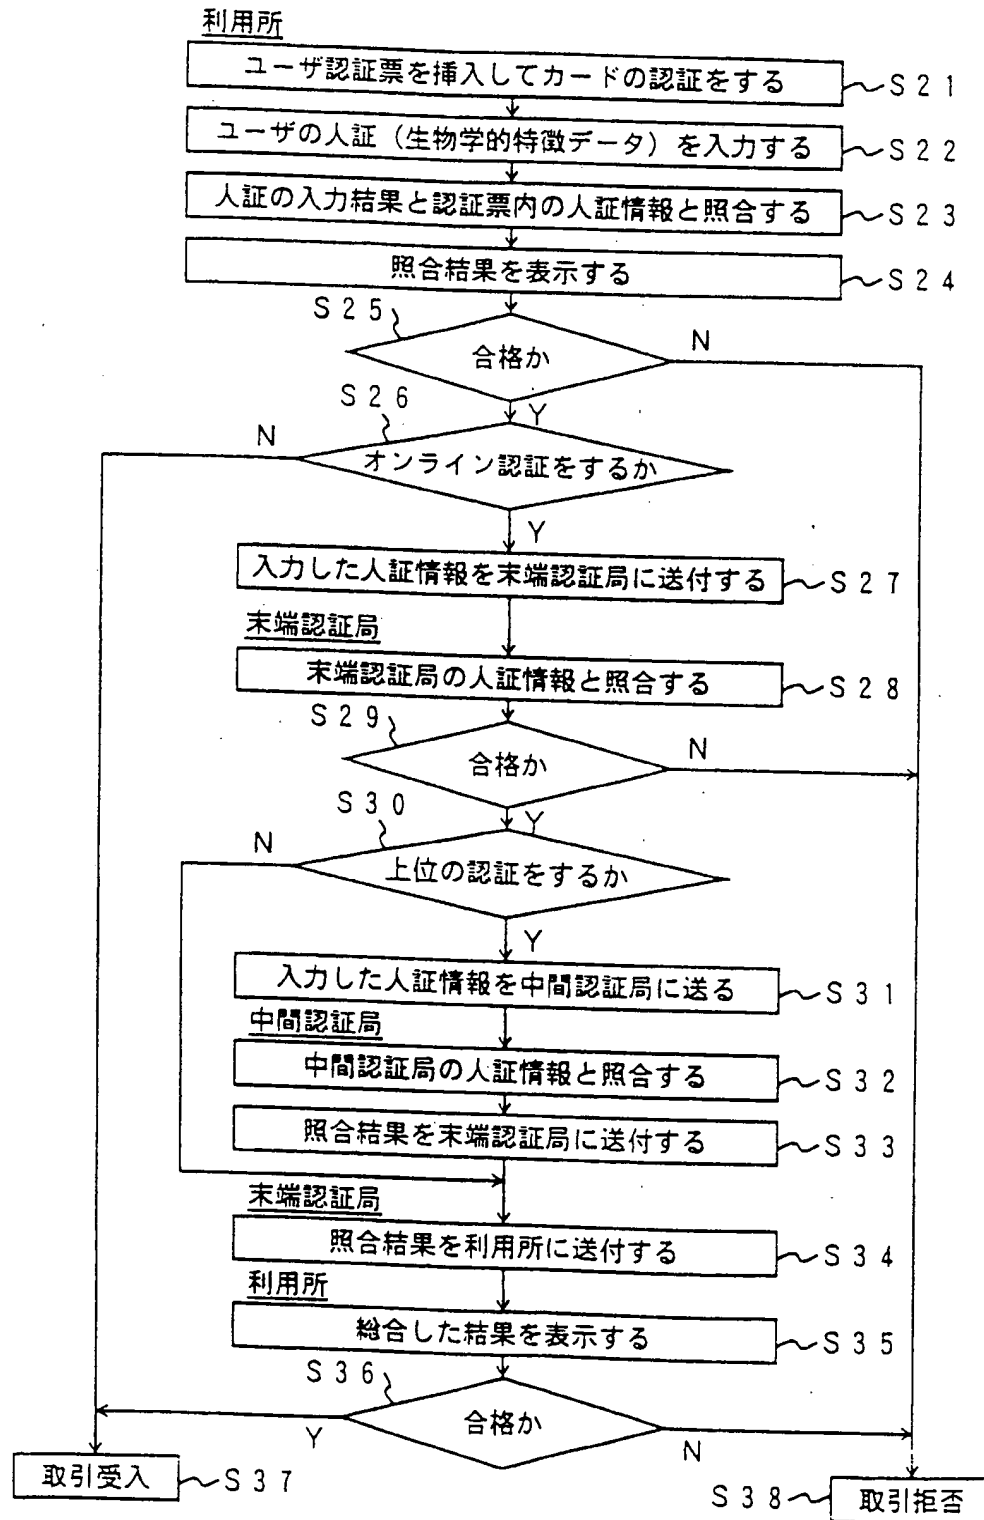 利用所
ユーザ認証票を挿入してカードの認証をする S21
ユーザの人証（生物学的特徴データ）を入力する S22
人証の入力結果と認証票内の人証情報と照合する S23
照合結果を表示する S24
S25
合格か N
Y
S26
N オンライン認証をするか
Y
入力した人証情報を末端認証局に送付する S27
末端認証局
末端認証局の人証情報と照合する S28
S29
合格か N
Y
S30
N 上位の認証をするか
Y
入力した人証情報を中間認証局に送る S31
中間認証局
中間認証局の人証情報と照合する S32
照合結果を末端認証局に送付する S33
末端認証局
照合結果を利用所に送付する S34
利用所
総合した結果を表示する S35
S36
Y 合格か N
取引受入 S37
S38 取引拒否